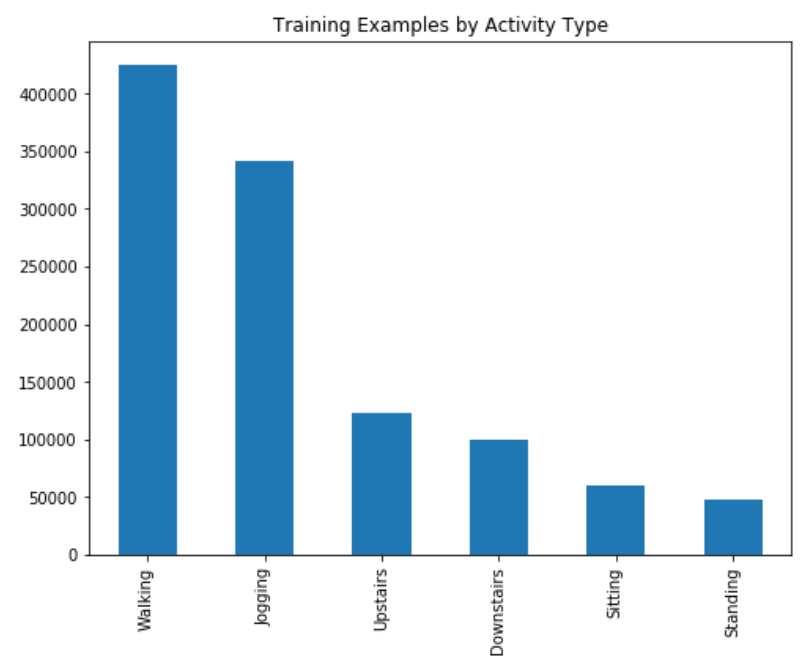 Training Examples by Activity Type
400000
350000
300000
250000
200000
150000
100000
50000
0
Walking
Jogging
Upstairs
Downstairs
Sitting
Standing